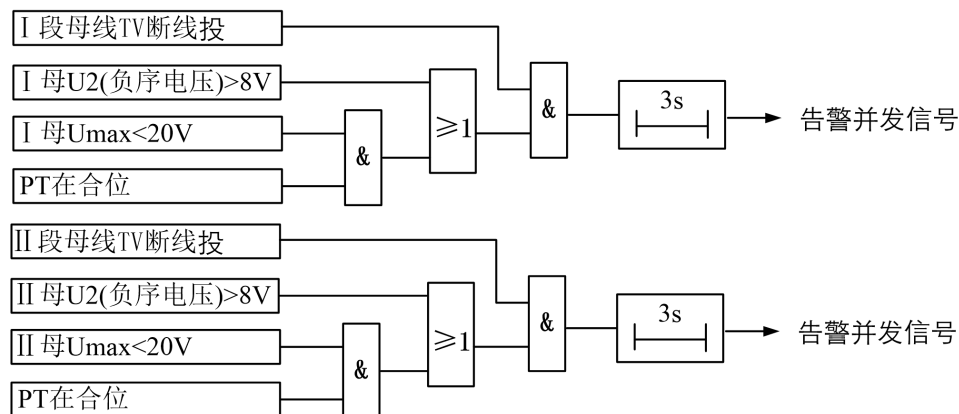 Ⅰ段母线TV断线投
Ⅰ母U2(负序电压)>8V
Ⅰ母Umax<20V
PT在合位
&
≥1
&
3s
告警并发信号
Ⅱ段母线TV断线投
Ⅱ母U2(负序电压)>8V
Ⅱ母Umax<20V
PT在合位
&
≥1
&
3s
告警并发信号